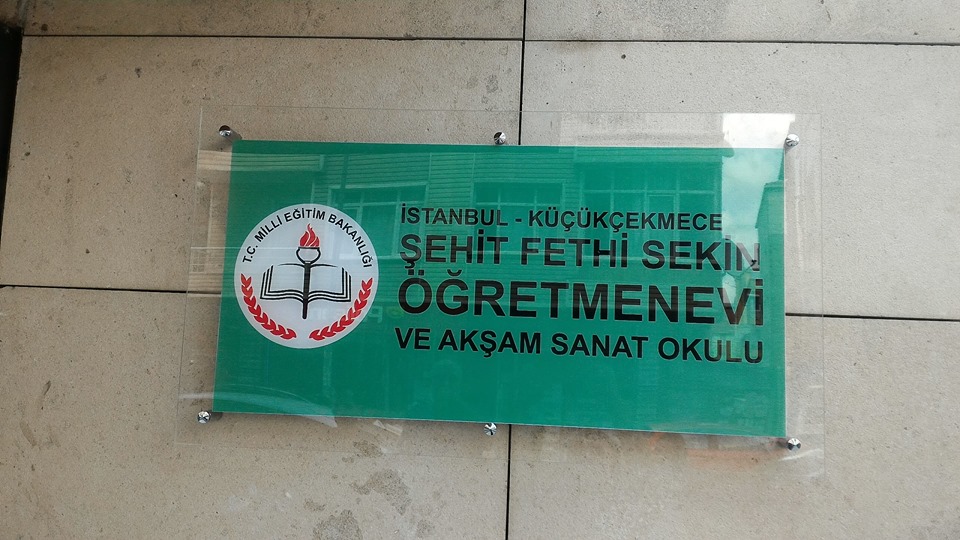 T.C. MİLLİ EĞİTİM BAKANLIĞI
İSTANBUL - KÜÇÜKÇEKMECE
ŞEHİT FETHİ SEKİN
ÖĞRETMENEVİ
VE AKŞAM SANAT OKULU